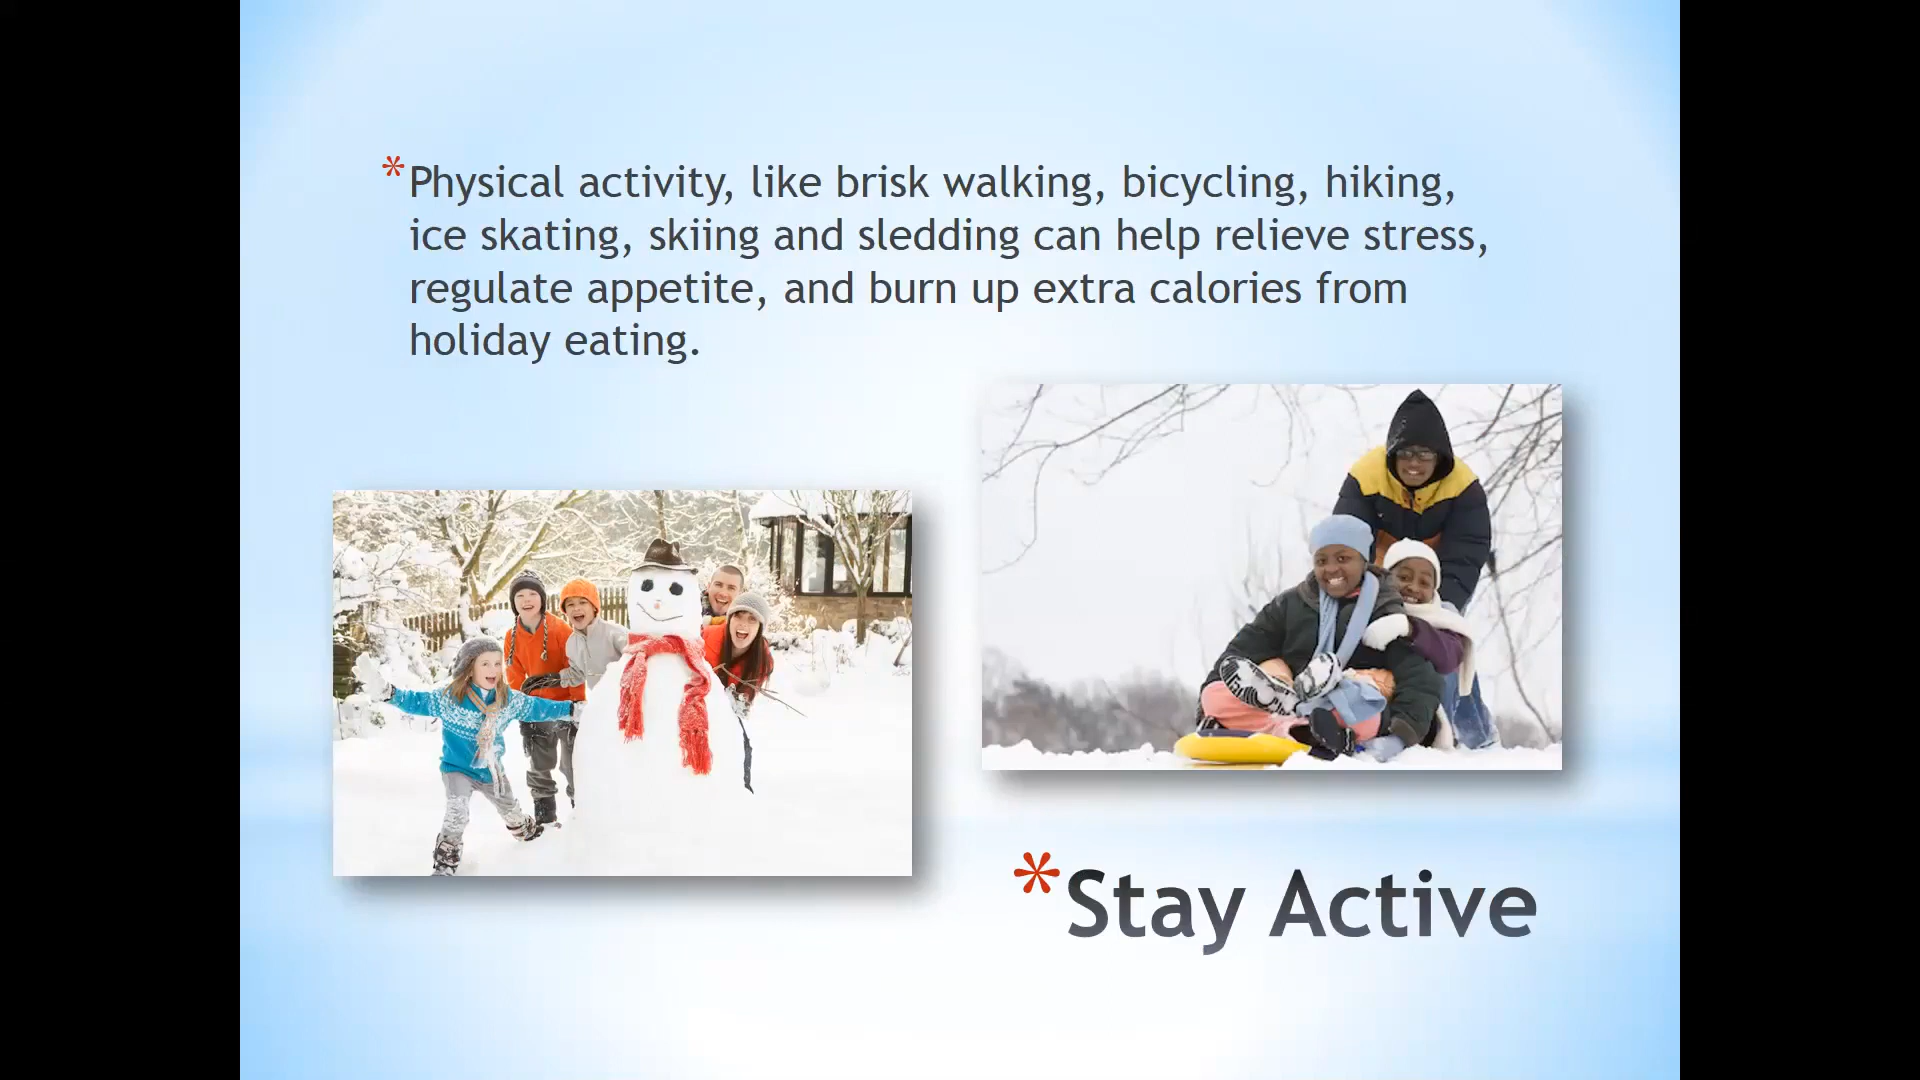 *Physical activity, like brisk walking, bicycling, hiking,
ice skating, skiing and sledding can help relieve stress,
regulate appetite, and burn up extra calories from
holiday eating.
*Stay Active